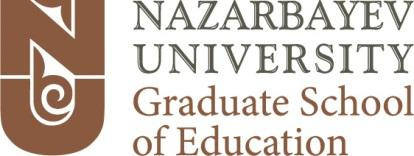 NAZARBAYEV
UNIVERSITY
Graduate School
of Education